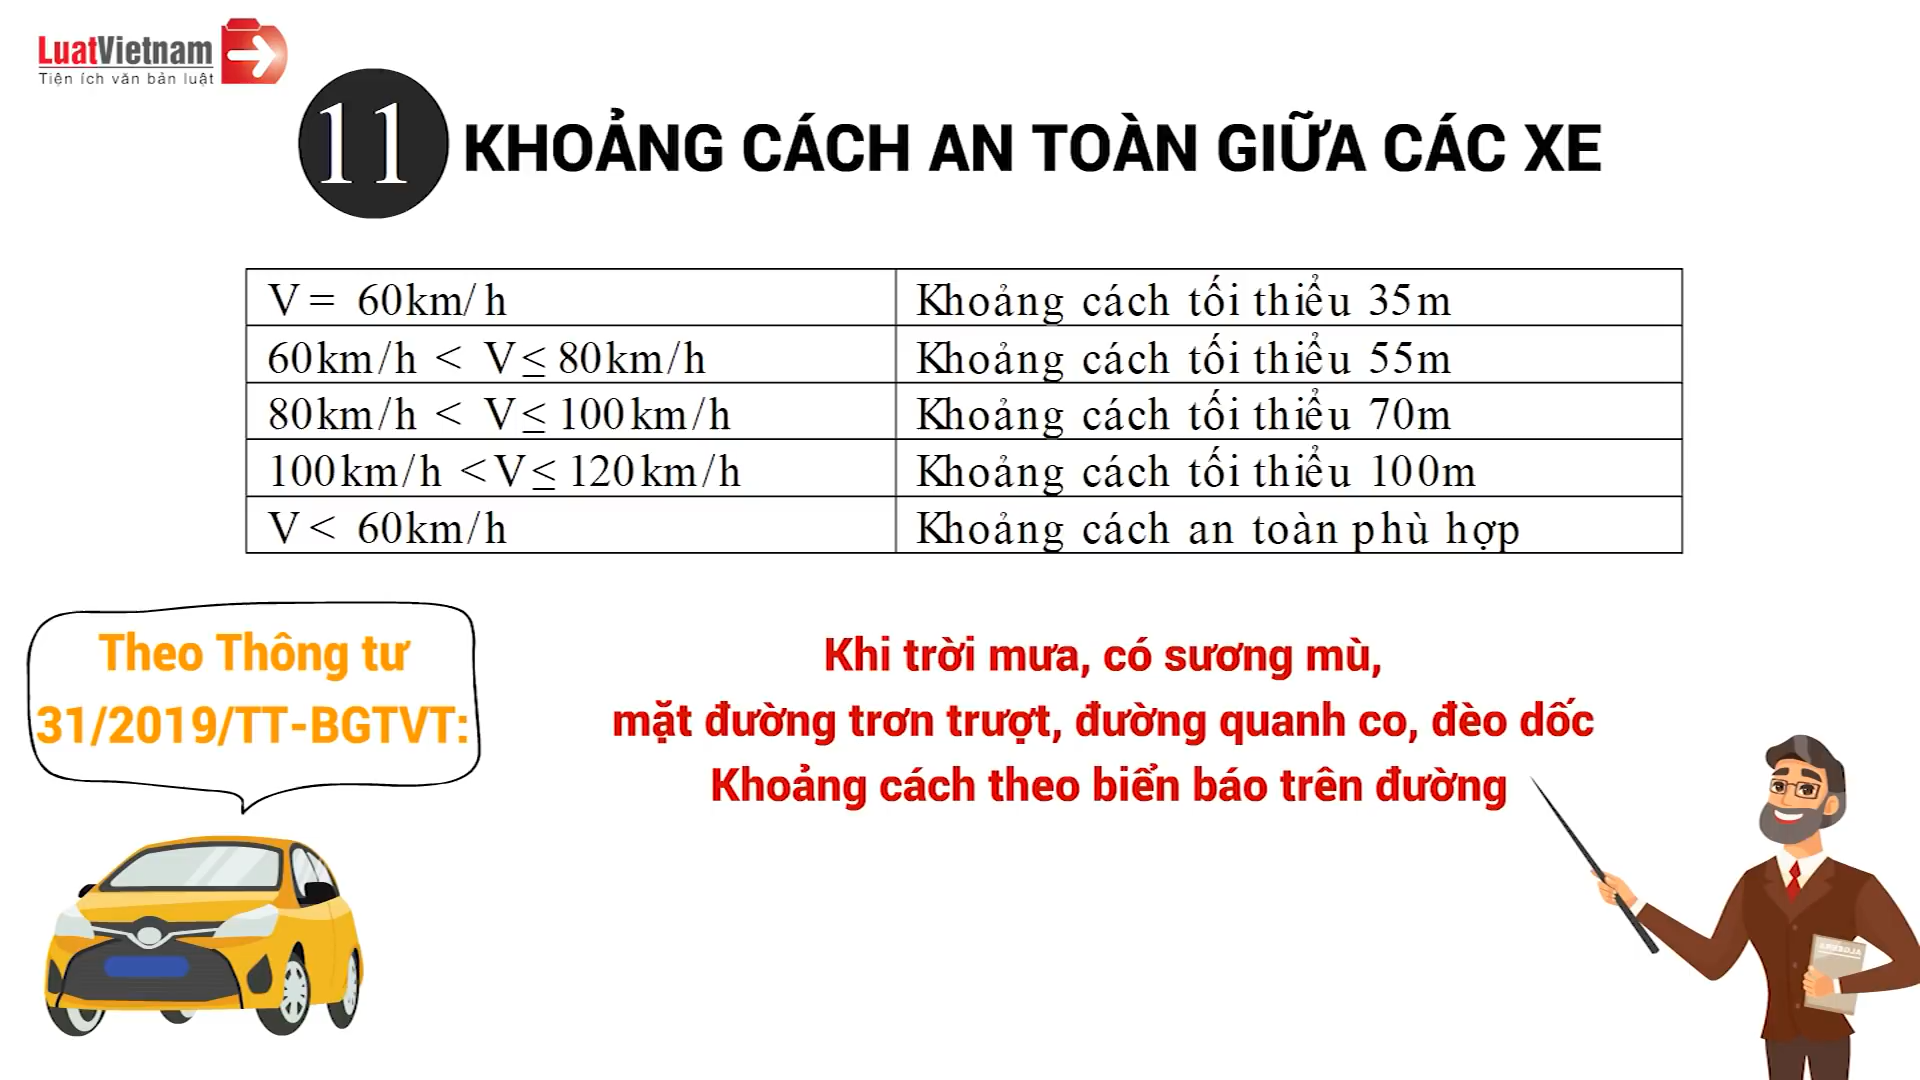 LuatVietnam
Tiện ích văn bản luật
11 KHOẢNG CÁCH AN TOÀN GIỮA CÁC XE
V = 60km/h Khoảng cách tối thiểu 35m
60km/h < V ≤ 80km/h Khoảng cách tối thiểu 55m
80km/h < V ≤ 100km/h Khoảng cách tối thiểu 70m
100km/h < V ≤ 120km/h Khoảng cách tối thiểu 100m
V < 60km/h Khoảng cách an toàn phù hợp
Theo Thông tư
31/2019/TT-BGTVT:
Khi trời mưa, có sương mù,
mặt đường trơn trượt, đường quanh co, đèo dốc
Khoảng cách theo biển báo trên đường
ALGEBRA